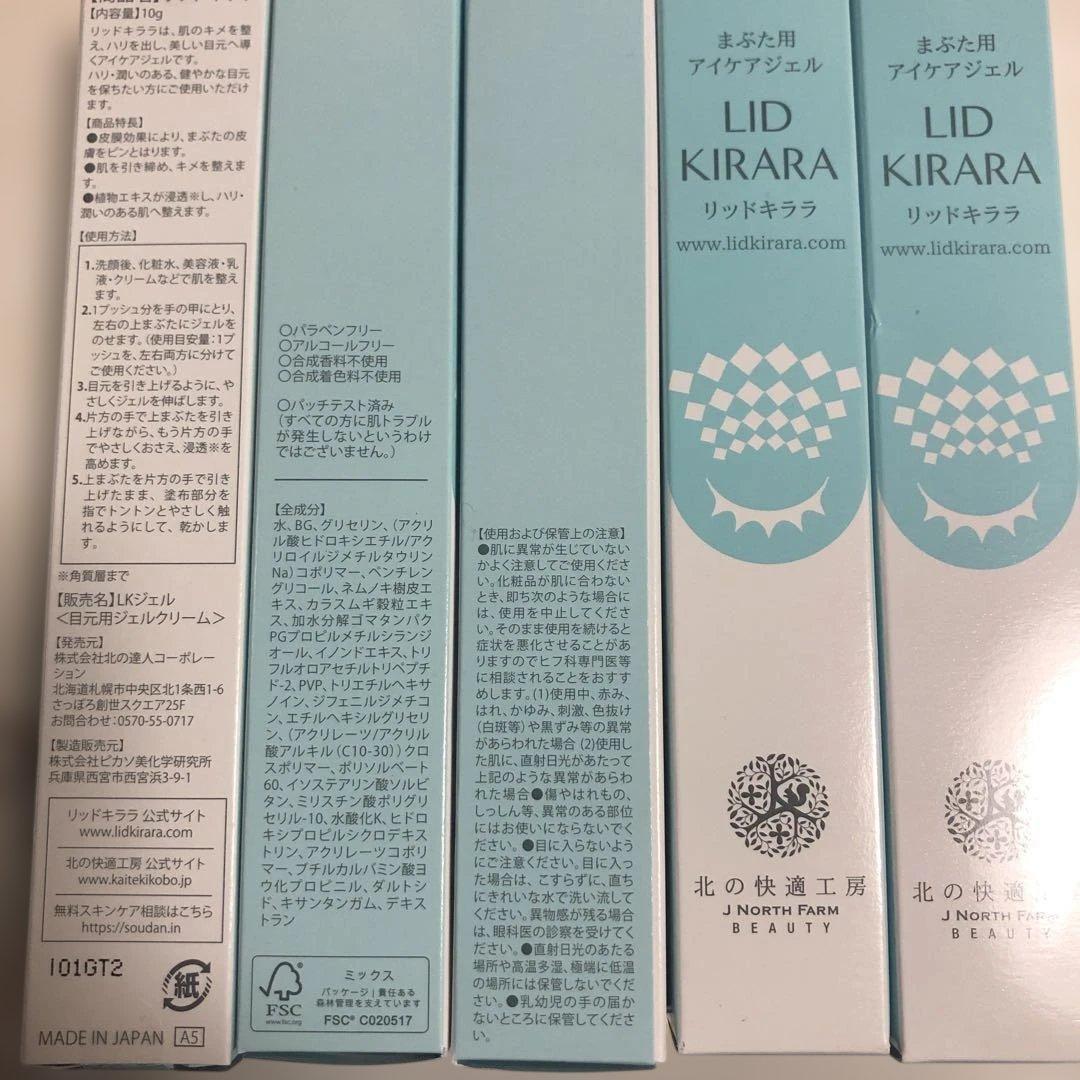 【内容量】10g
リッドキララは、肌のキメを整
え、ハリを出し、美しい目元へ導
くアイケアジェルです。
ハリ・潤いのある、健やかな目元
を保ちたい方にご使用いただけ
ます。
【商品特長】
●皮膜効果により、まぶたの皮
膚をピンとはります。
●肌を引き締め、キメを整えま
す。
●植物エキスが浸透※し、ハリ・
潤いのある肌へ整えます。
【使用方法】
1.洗顔後、化粧水、美容液・乳
液・クリームなどで肌を整え
ます。
2.1プッシュ分を手の甲にとり、
左右の上まぶたにジェルを
のせます。(使用目安量:1プ
ッシュを、左右両方に分けて
ご使用ください。)
3.目元を引き上げるように、や
さしくジェルを伸ばします。
4.片方の手で上まぶたを引き
上げながら、もう片方の手
でやさしくおさえ、浸透※を
高めます。
5.上まぶたを片方の手で引き
上げたまま、塗布部分を
指でトントンとやさしく触
れるようにして、乾かしま
す。
※角質層まで
【販売名】LKジェル
<目元用ジェルクリーム>
【発売元】
株式会社北の達人コーポレー
ション
北海道札幌市中央区北1条西1-6
さっぽろ創世スクエア25F
お問合わせ:0570-55-0717
【製造販売元】
株式会社ピカソ美化学研究所
兵庫県西宮市西宮浜3-9-1
リッドキララ 公式サイト
www.lidkirara.com
北の快適工房 公式サイト
www.kaitekikobo.jp
無料スキンケア相談はこちら
https://soudan.in
I01GT2
紙
MADE IN JAPAN A5
○パラベンフリー
○アルコールフリー
○合成香料不使用
○合成着色料不使用
○パッチテスト済み
(すべての方に肌トラブル
が発生しないというわけ
ではございません。)
【全成分】
水、BG、グリセリン、(アクリ
ル酸ヒドロキシエチル/アク
リロイルジメチルタウリン
Na)コポリマー、ペンチレン
グリコール、ネムノキ樹皮エ
キス、カラスムギ穀粒エキ
ス、加水分解ゴマタンパク
PGプロピルメチルシランジ
オール、イノンドエキス、トリ
フルオロアセチルトリペプチ
ド-2、PVP、トリエチルヘキサ
ノイン、ジフェニルジメチコ
ン、エチルヘキシルグリセリ
ン、(アクリレーツ/アクリル
酸アルキル(C10-30))クロ
スポリマー、ポリソルベート
60、イソステアリン酸ソルビ
タン、ミリスチン酸ポリグリ
セリル-10、水酸化K、ヒドロ
キシプロピルシクロデキス
トリン、アクリレーツコポリ
マー、ブチルカルバミン酸ヨ
ウ化プロピニル、ダルトシ
ド、キサンタンガム、デキス
トラン
FSC
www.fsc.org
ミックス
パッケージ|責任ある
森林管理を支えています
FSC® C020517
【使用および保管上の注意】
●肌に異常が生じていない
かよく注意してご使用くだ
さい。化粧品が肌に合わない
とき、即ち次のような場合に
は、使用を中止してくださ
い。そのまま使用を続けると
症状を悪化させることがあ
りますのでヒフ科専門医等
に相談されることをおすす
めします。(1)使用中、赤み、
はれ、かゆみ、刺激、色抜け
(白斑等)や黒ずみ等の異常
があらわれた場合 (2)使用し
た肌に、直射日光があたって
上記のような異常があらわ
れた場合●傷やはれもの、
しっしん等、異常のある部位
にはお使いにならないでく
ださい。●目に入らないよう
にご注意ください。目に入っ
た場合は、こすらずに、直ち
にきれいな水で洗い流して
ください。異物感が残る場合
は、眼科医の診察を受けてく
ださい。●直射日光のあたる
場所や高温多湿、極端に低温
の場所には保管しないでくだ
さい。●乳幼児の手の届か
ないところに保管してくださ
い。
まぶた用
アイケアジェル
LID
KIRARA
リッドキララ
www.lidkirara.com
北の快適工房
J NORTH FARM
BEAUTY
まぶた用
アイケアジェル
LID
KIRARA
リッドキララ
www.lidkirara.com
北の快適工房
J NORTH FARM
BEAUTY